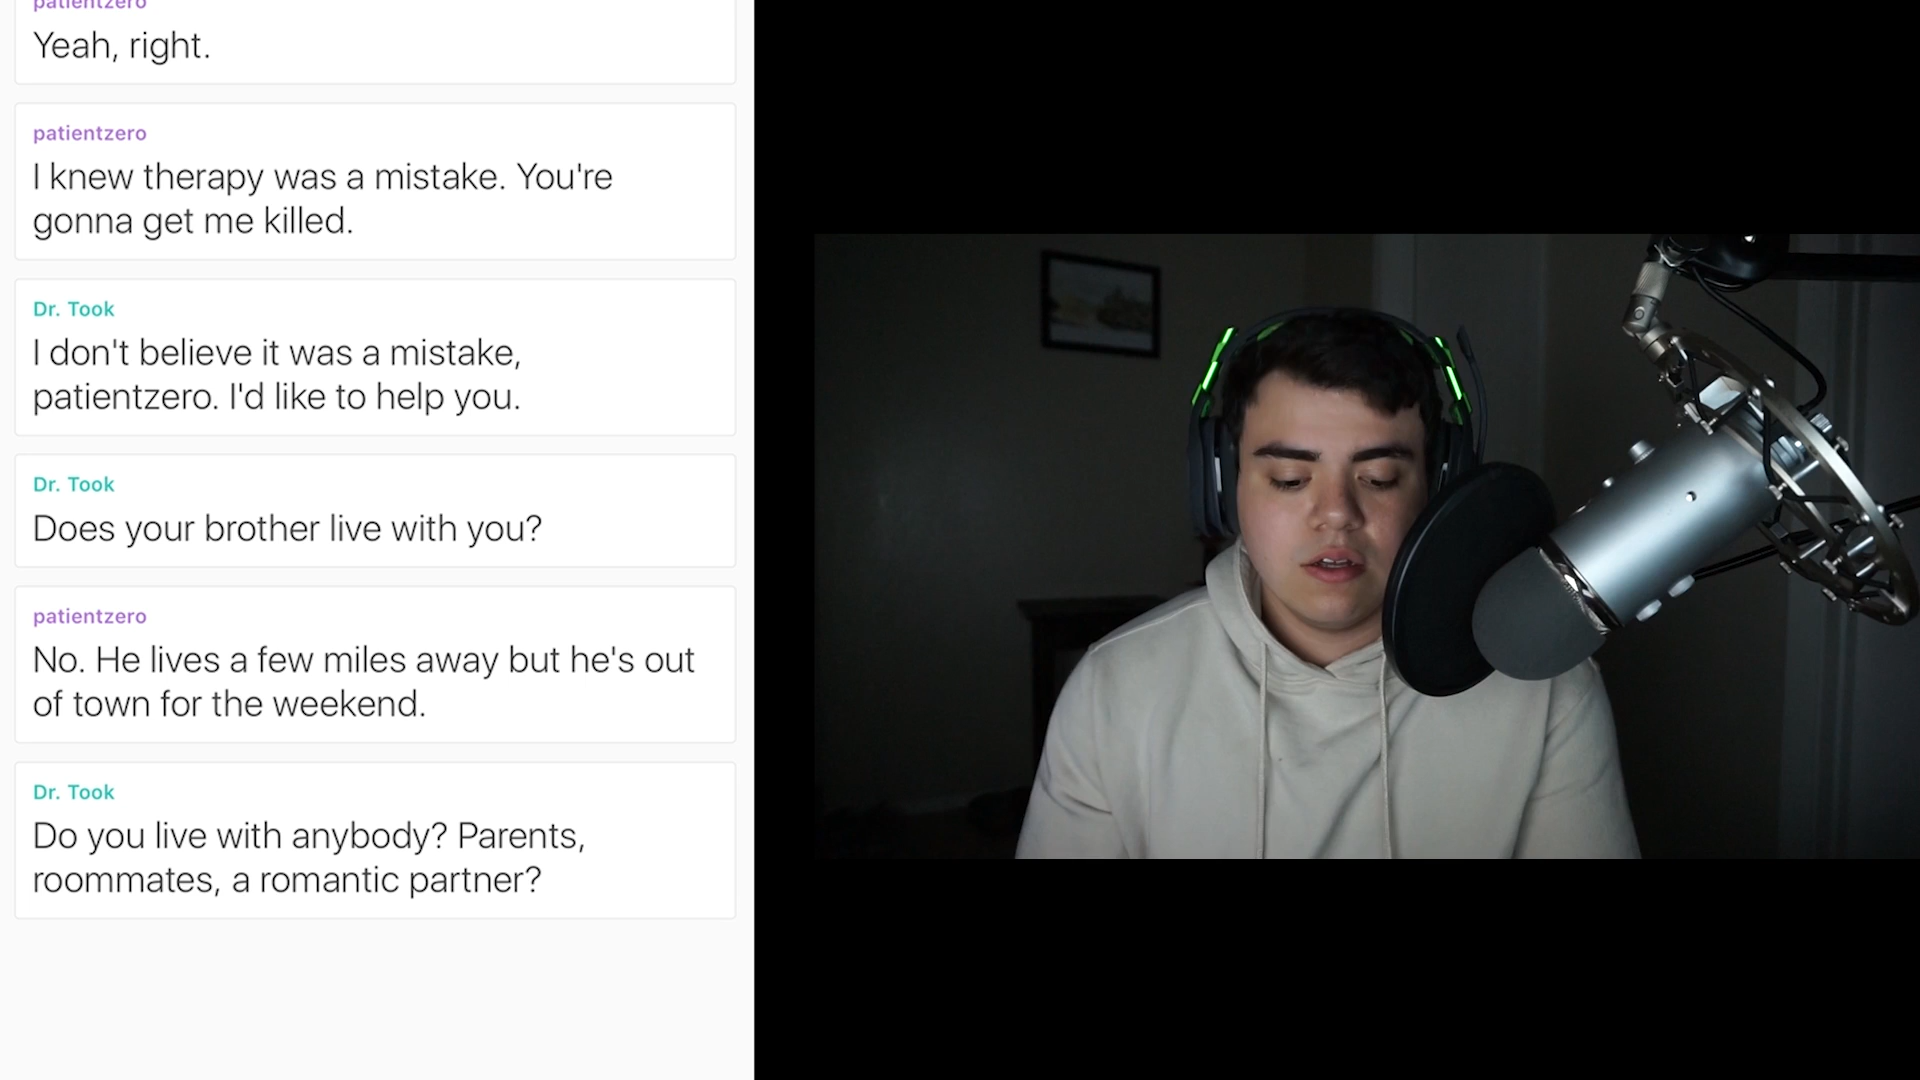 patientzero
Yeah, right.
patientzero
I knew therapy was a mistake. You're
gonna get me killed.
Dr. Took
I don't believe it was a mistake,
patientzero. I'd like to help you.
Dr. Took
Does your brother live with you?
patientzero
No. He lives a few miles away but he's out
of town for the weekend.
Dr. Took
Do you live with anybody? Parents,
roommates, a romantic partner?